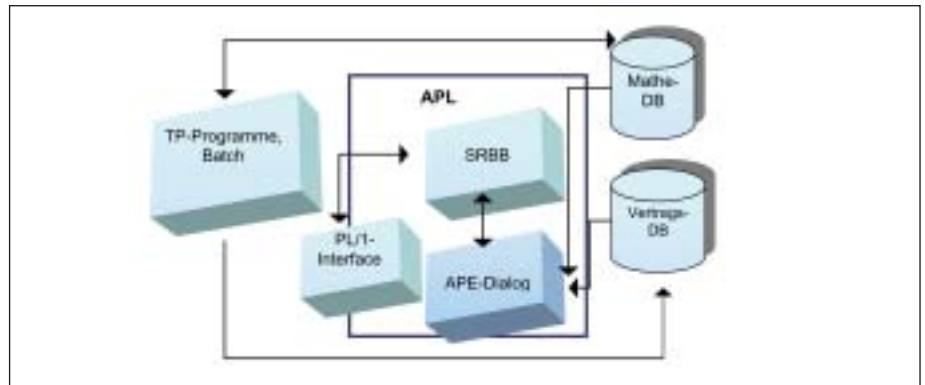 APL
Mathe-
DB
TP-Programme,
Batch
SRBB
Vertrags-
DB
PL/1-
Interface
APE-Dialog